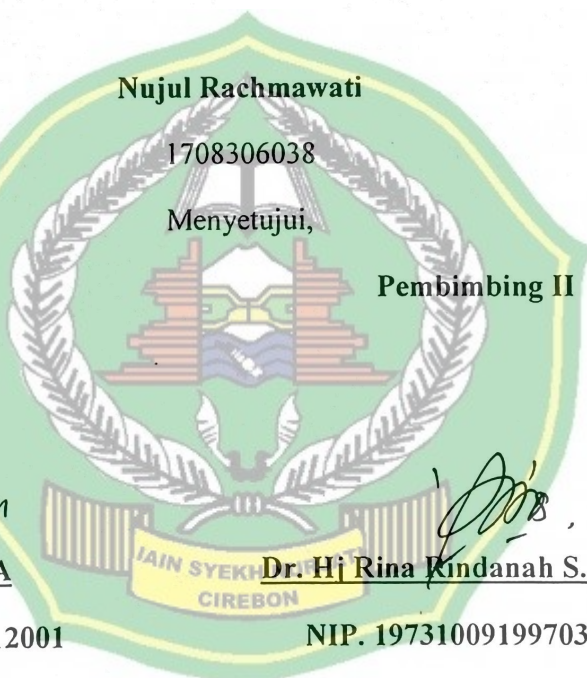 Nujul Rachmawati
1708306038
Menyetujui,
Pembimbing II
A
Dr. Hj Rina Rindanah S.
2001
NIP. 19731009199703
IAIN SYEKH
CIREBON